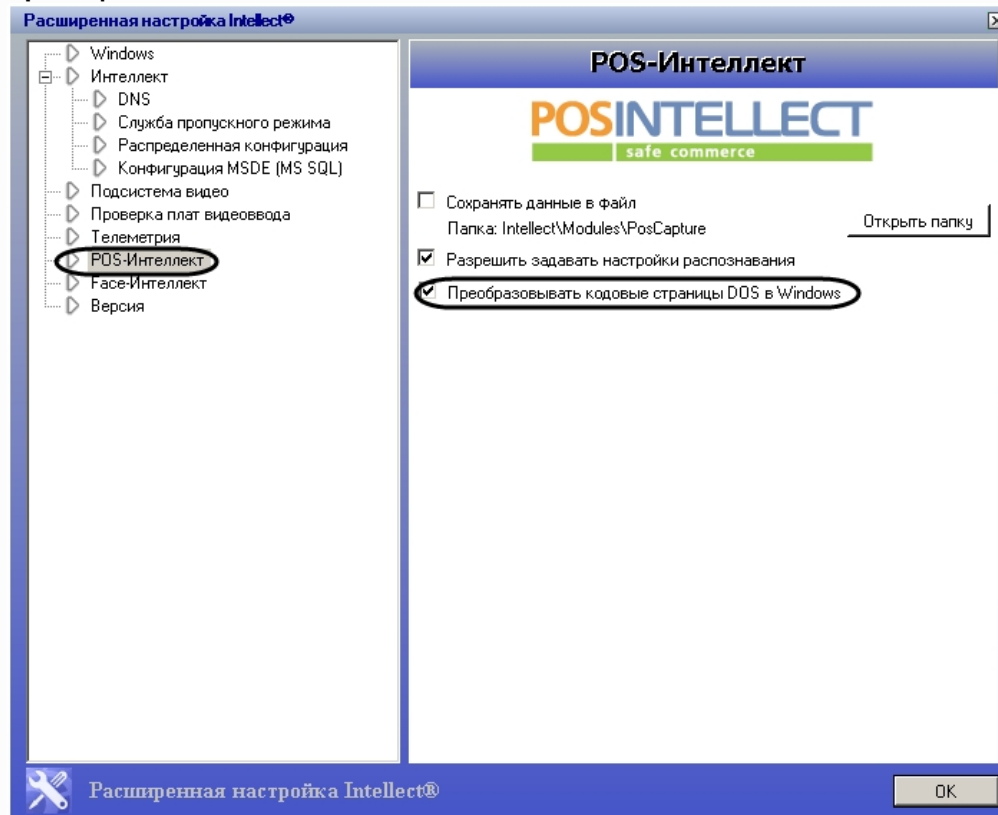 Расширенная настройка Intellect®
Windows
Интеллект
DNS
Служба пропускного режима
Распределенная конфигурация
Конфигурация MSDE (MS SQL)
Подсистема видео
Проверка плат видеоввода
Телеметрия
POS-Интеллект
Face-Интеллект
Версия
POS-Интеллект
POSINTELLECT
safe commerce
Сохранять данные в файл
Папка: Intellect\Modules\PosCapture
Открыть папку
Разрешить задавать настройки распознавания
Преобразовывать кодовые страницы DOS в Windows
Расширенная настройка Intellect®
OK